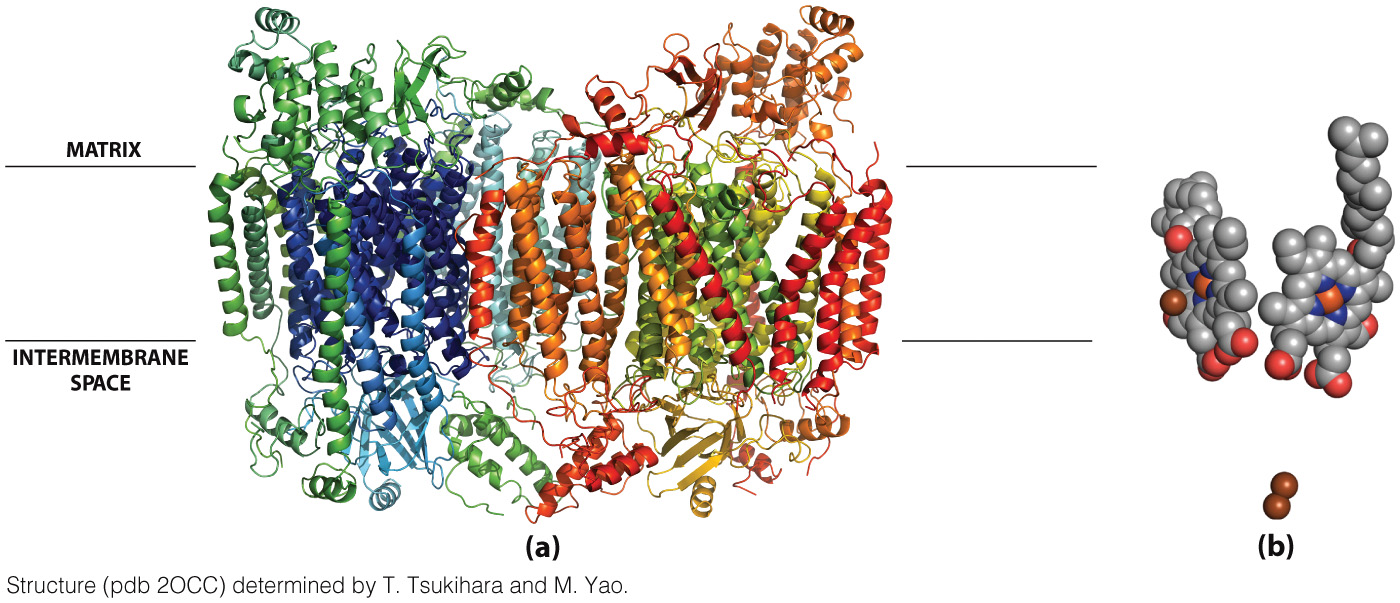 MATRIX
INTERMEMBRANE
SPACE
(a)
(b)
Structure (pdb 2OCC) determined by T. Tsukihara and M. Yao.